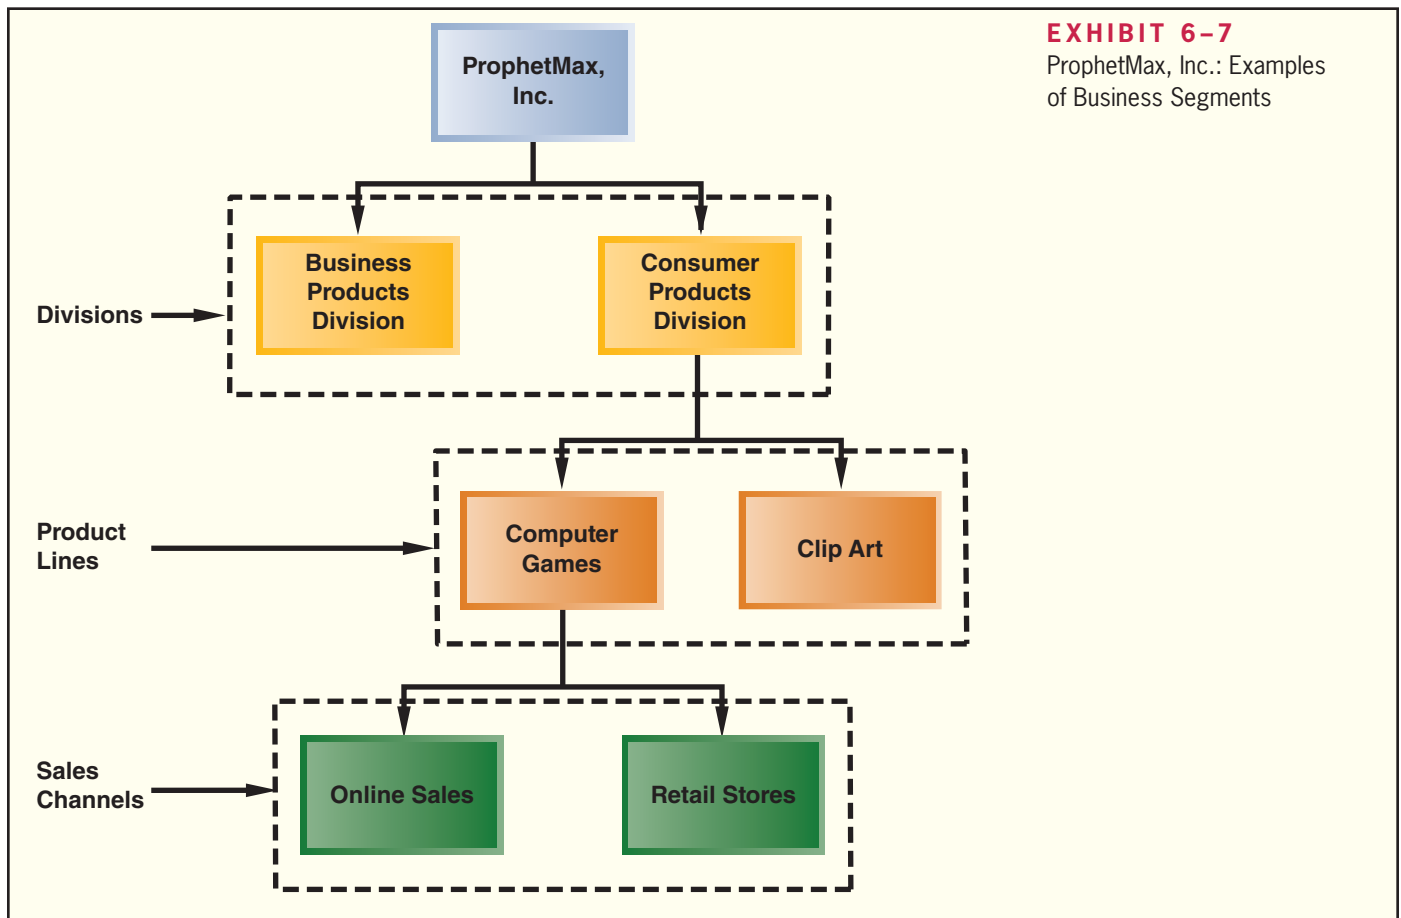 EXHIBIT 6–7
ProphetMax, Inc.: Examples
of Business Segments
ProphetMax,
Inc.
Divisions
Business
Products
Division
Consumer
Products
Division
Product
Lines
Computer
Games
Clip Art
Sales
Channels
Online Sales
Retail Stores